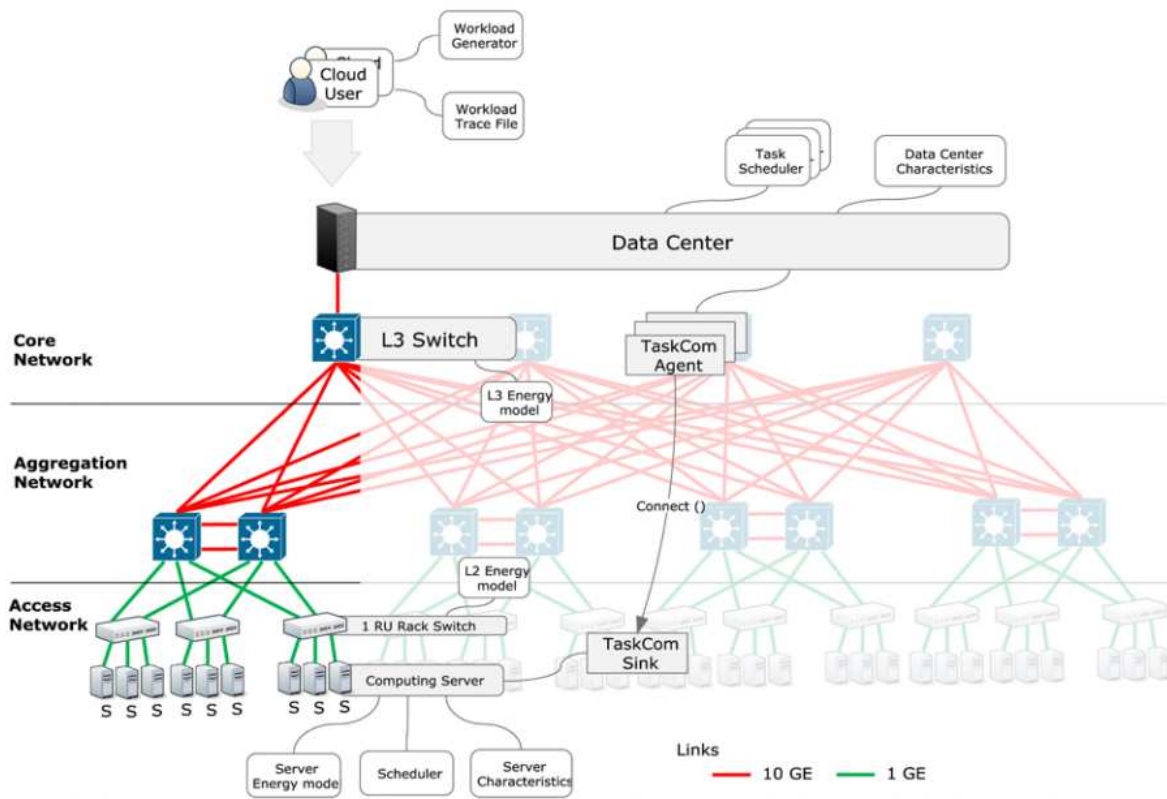 Workload
Generator
Cloud
Cloud
User
Workload
Trace File
Task
Scheduler
Data Center
Characteristics
Data Center
Core
Network
L3 Switch
TaskCom
Agent
L3 Energy
model
Aggregation
Network
Connect ()
L2 Energy
model
Access
Network
1 RU Rack Switch
TaskCom
Sink
Computing Server
S S S S S S S S S
Server
Energy mode
Scheduler
Server
Characteristics
Links
10 GE
1 GE